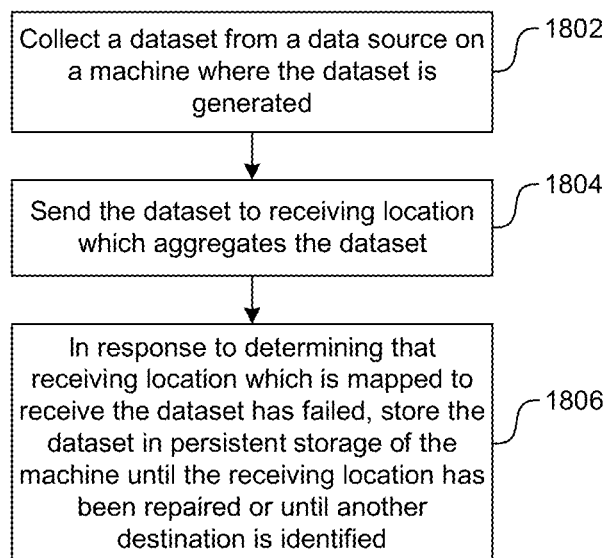 Collect a dataset from a data source on
a machine where the dataset is
generated
1802
Send the dataset to receiving location
which aggregates the dataset
1804
In response to determining that
receiving location which is mapped to
receive the dataset has failed, store the
dataset in persistent storage of the
machine until the receiving location has
been repaired or until another
destination is identified
1806